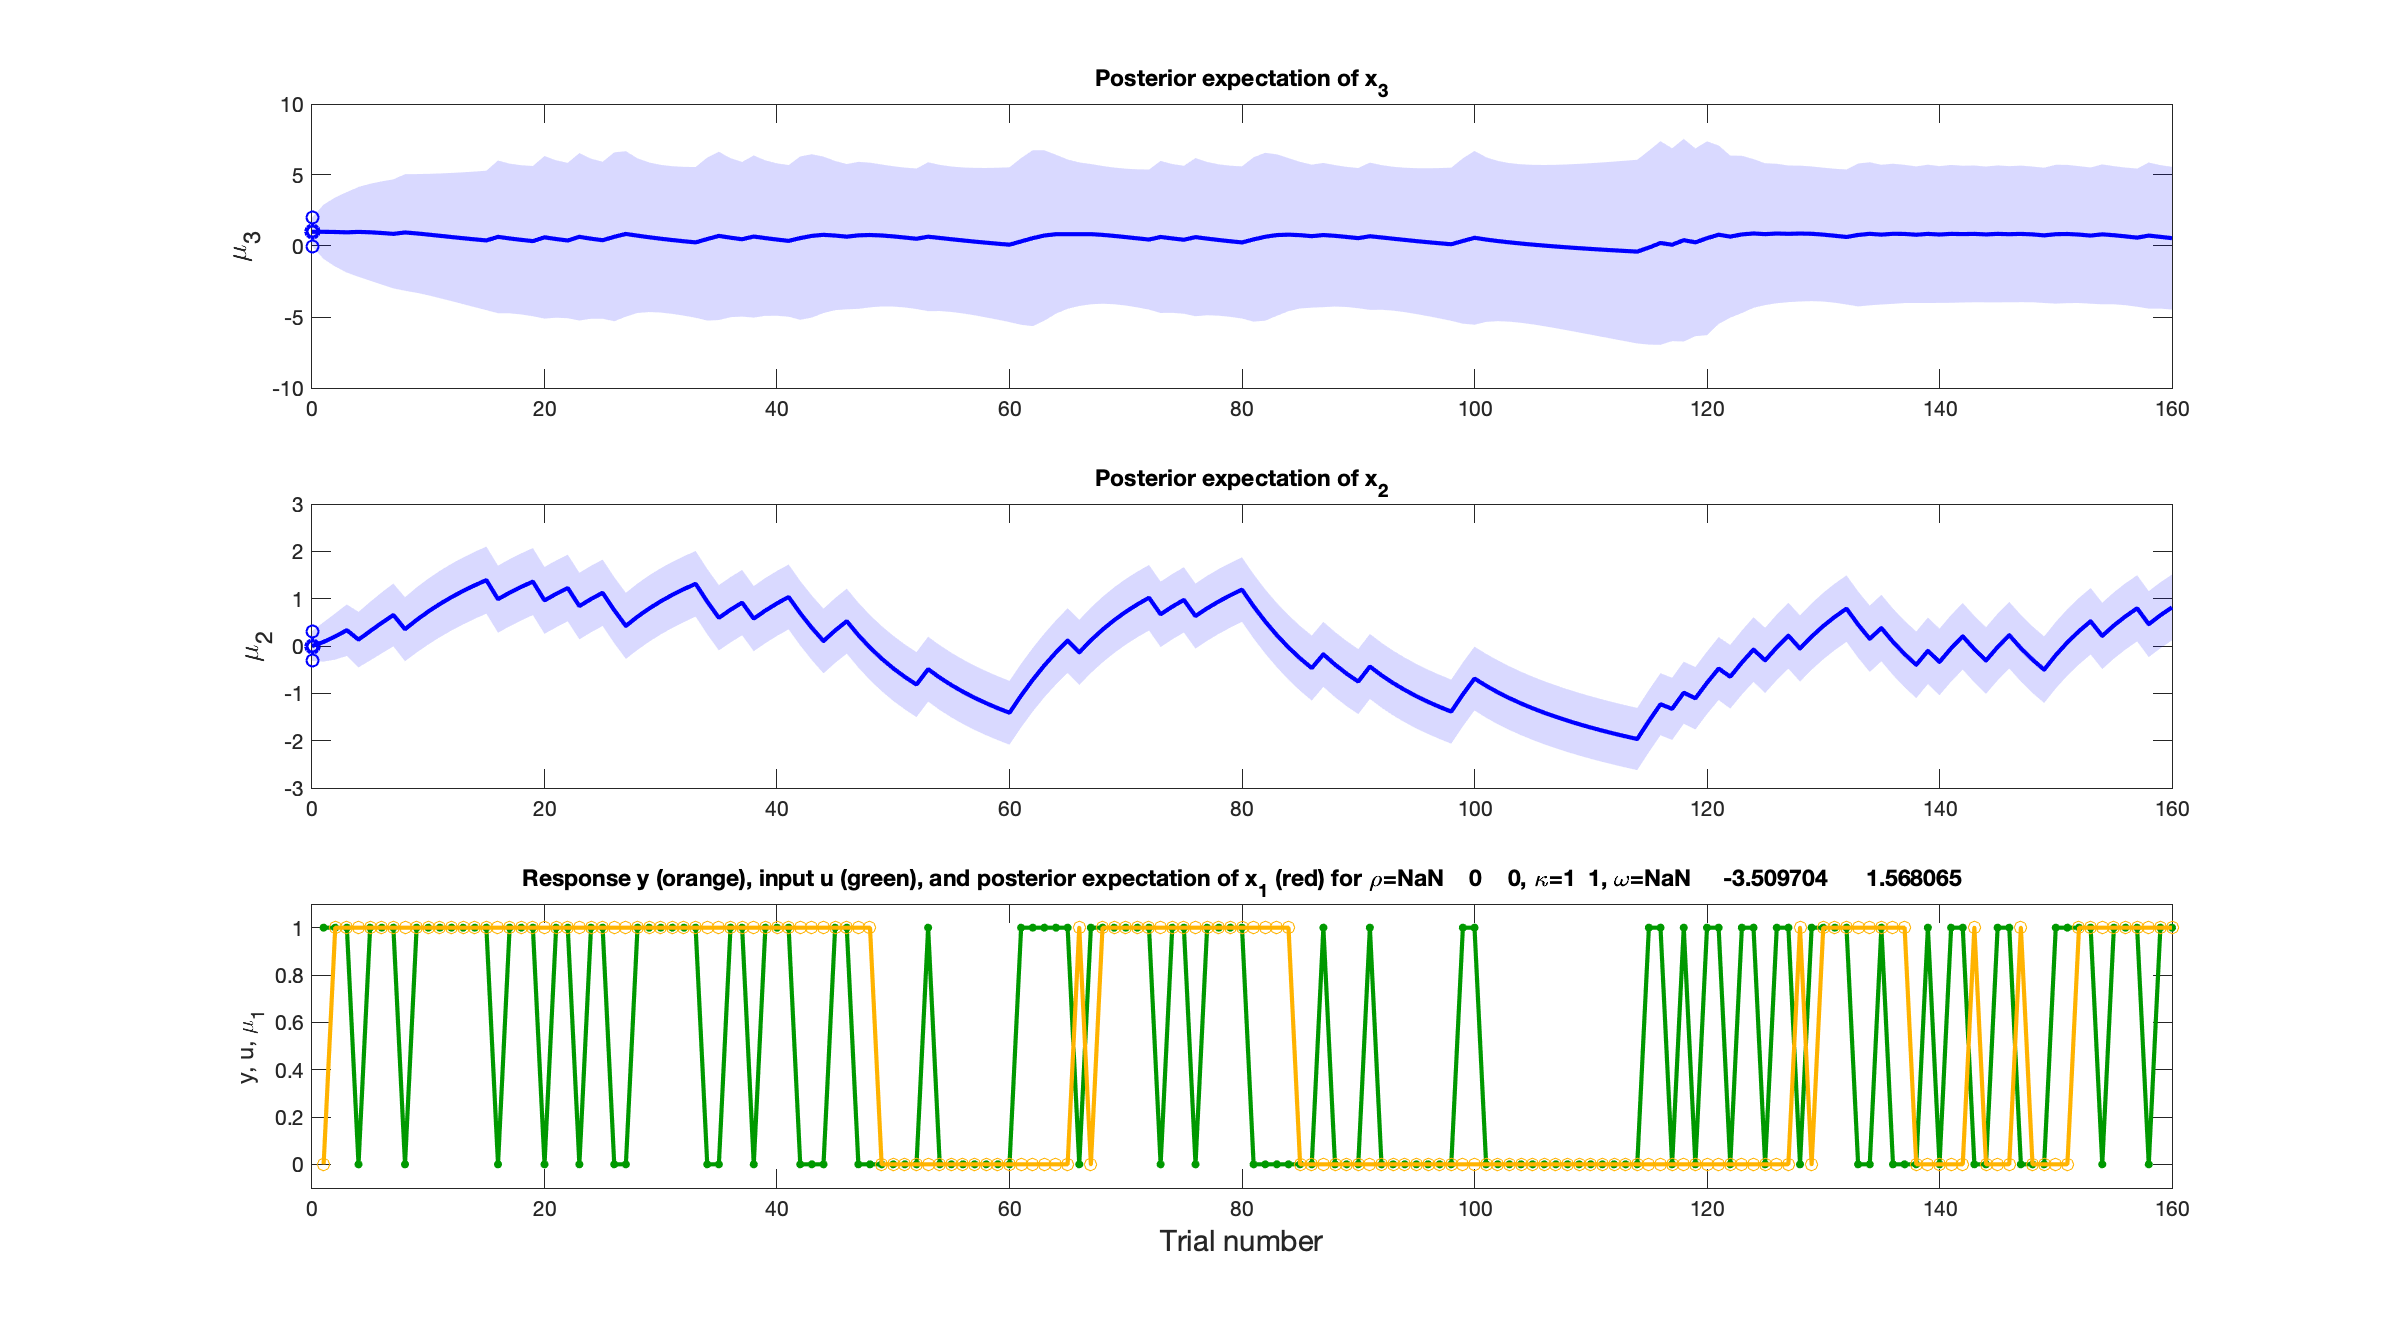 Posterior expectation of x3
10
5
0
-5
-10
μ3
0 20 40 60 80 100 120 140 160
Posterior expectation of x2
3
2
1
0
-1
-2
-3
μ2
0 20 40 60 80 100 120 140 160
Response y (orange), input u (green), and posterior expectation of x1 (red) for ρ=NaN 0 0, κ=1 1, ω=NaN -3.509704 1.568065
1
0.8
0.6
0.4
0.2
0
y, u, μ1
0 20 40 60 80 100 120 140 160
Trial number